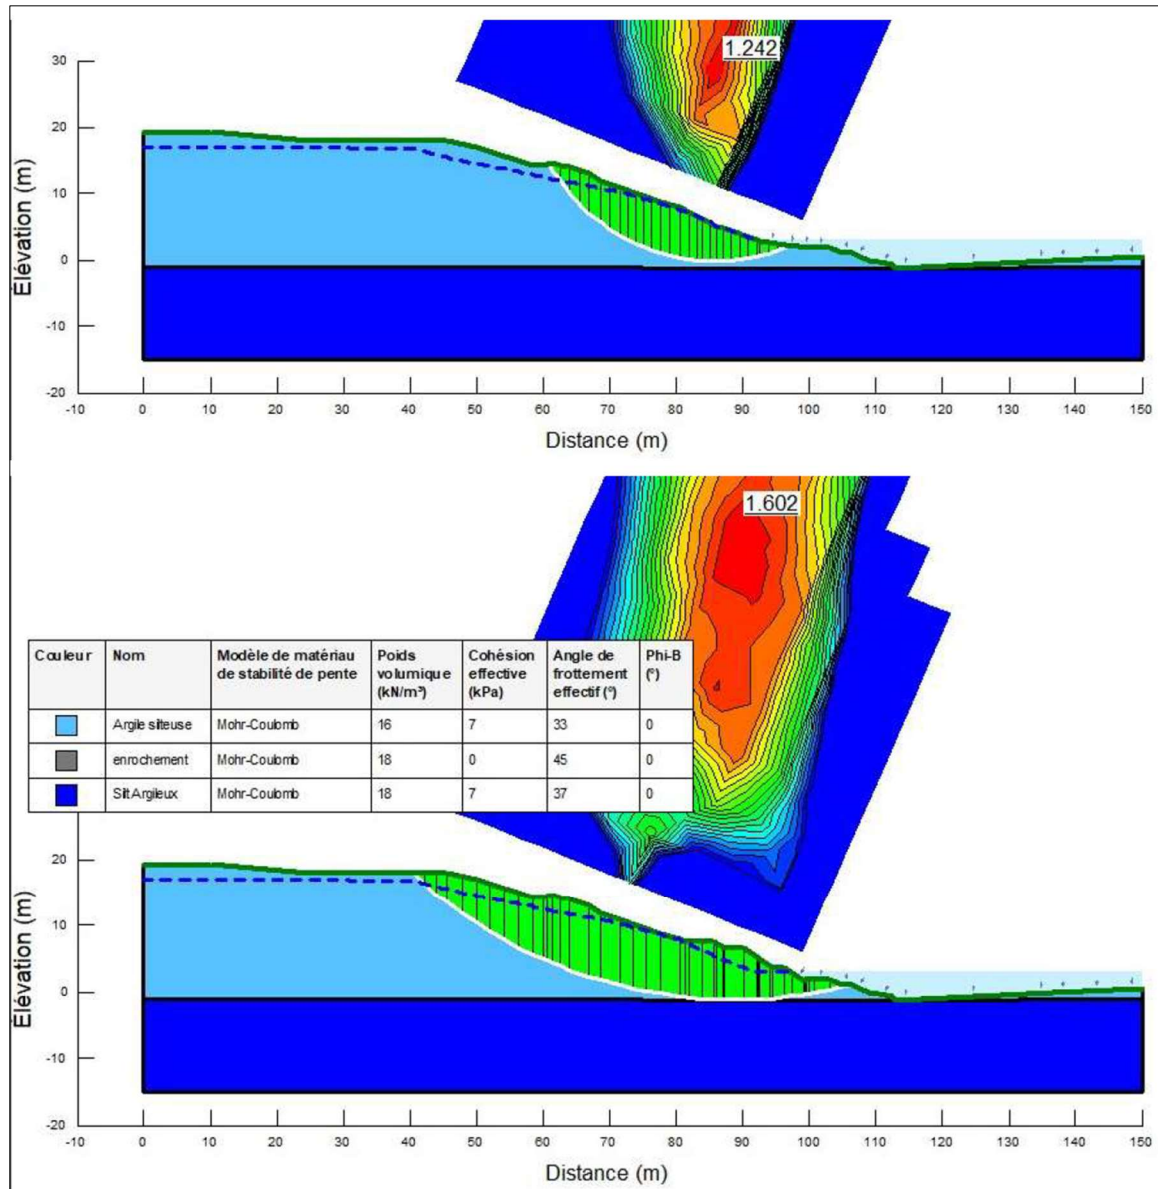 1.242
30
20
10
0
-10
-20
Élévation (m)
-10 0 10 20 30 40 50 60 70 80 90 100 110 120 130 140 150
Distance (m)
1.602
Couleur Nom Modèle de matériau de stabilité de pente Poids volumique (kN/m³) Cohésion effective (kPa) Angle de frottement effectif (°) Phi-B (°)
Argile silteuse Mohr-Coulomb 16 7 33 0
enrochement Mohr-Coulomb 18 0 45 0
Silt Argileux Mohr-Coulomb 18 7 37 0
20
10
0
-10
-20
Élévation (m)
-10 0 10 20 30 40 50 60 70 80 90 100 110 120 130 140 150
Distance (m)